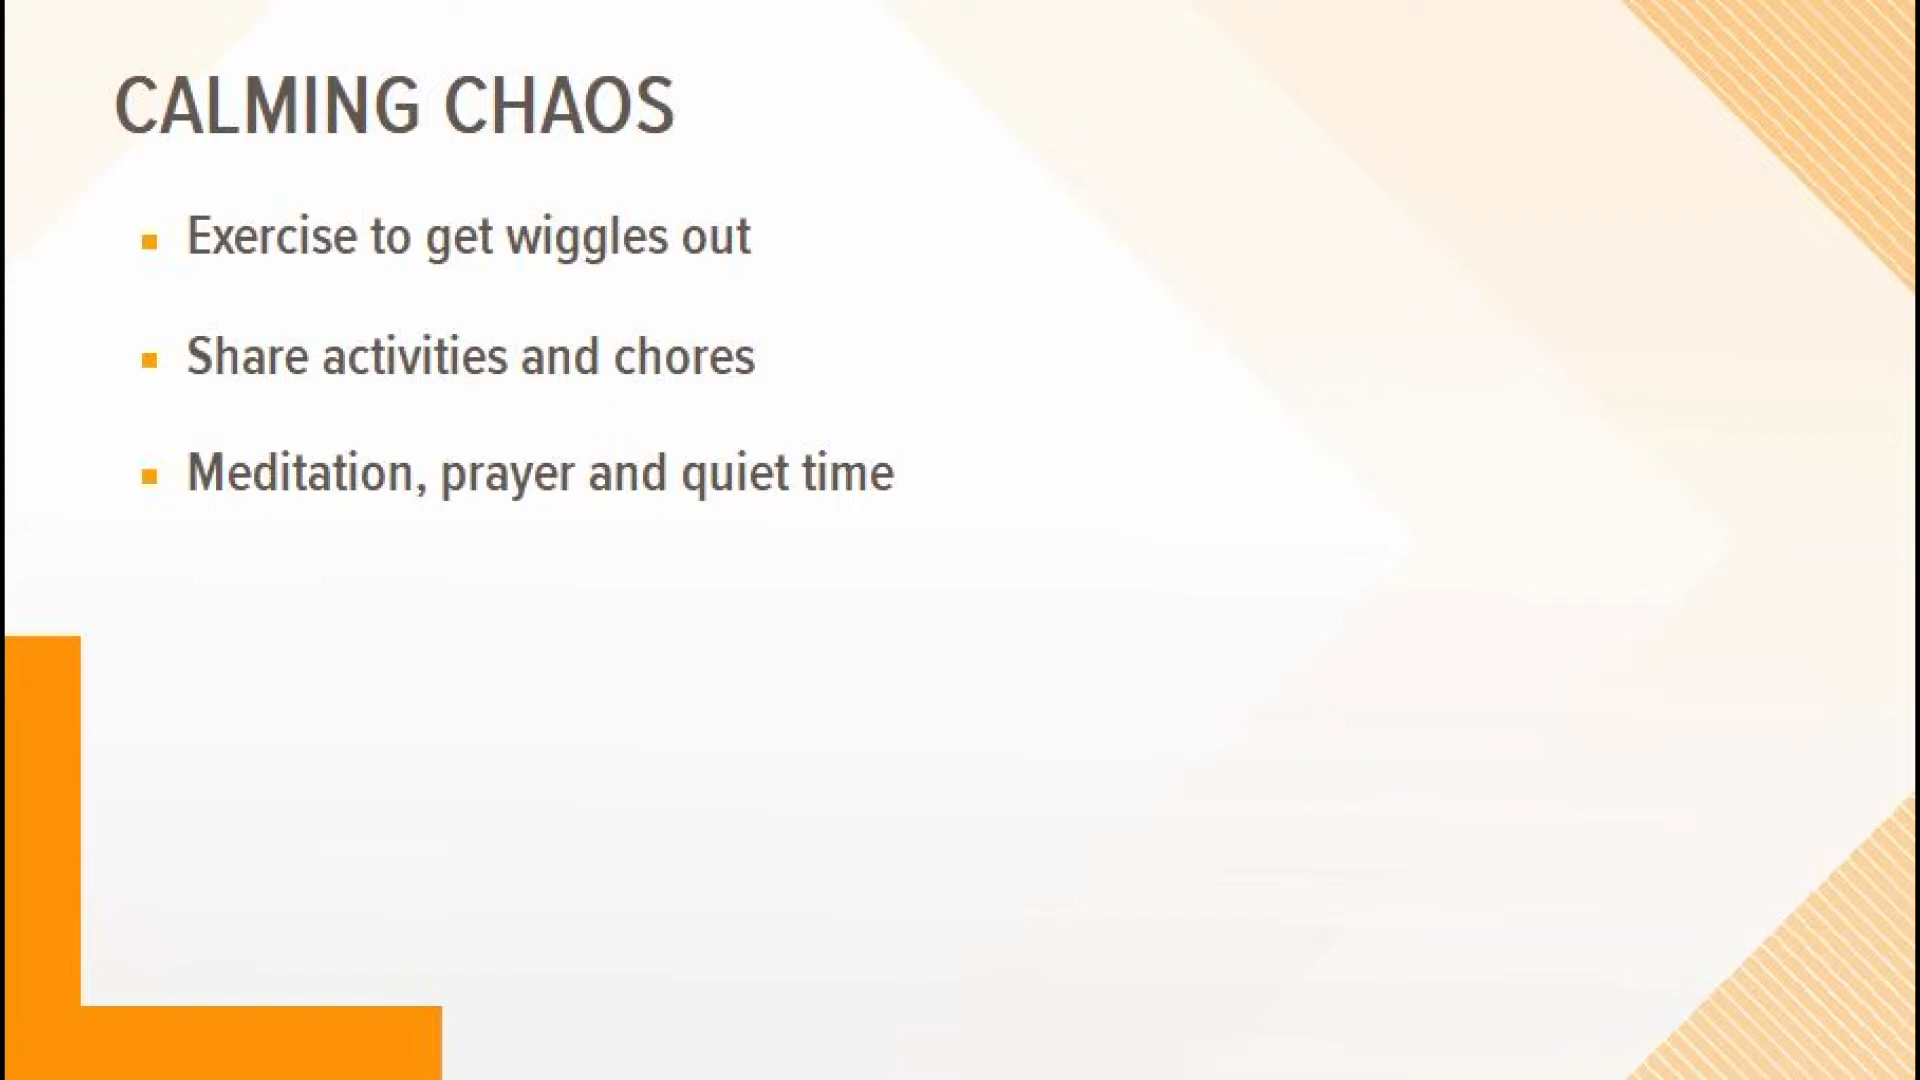 CALMING CHAOS
Exercise to get wiggles out
Share activities and chores
Meditation, prayer and quiet time